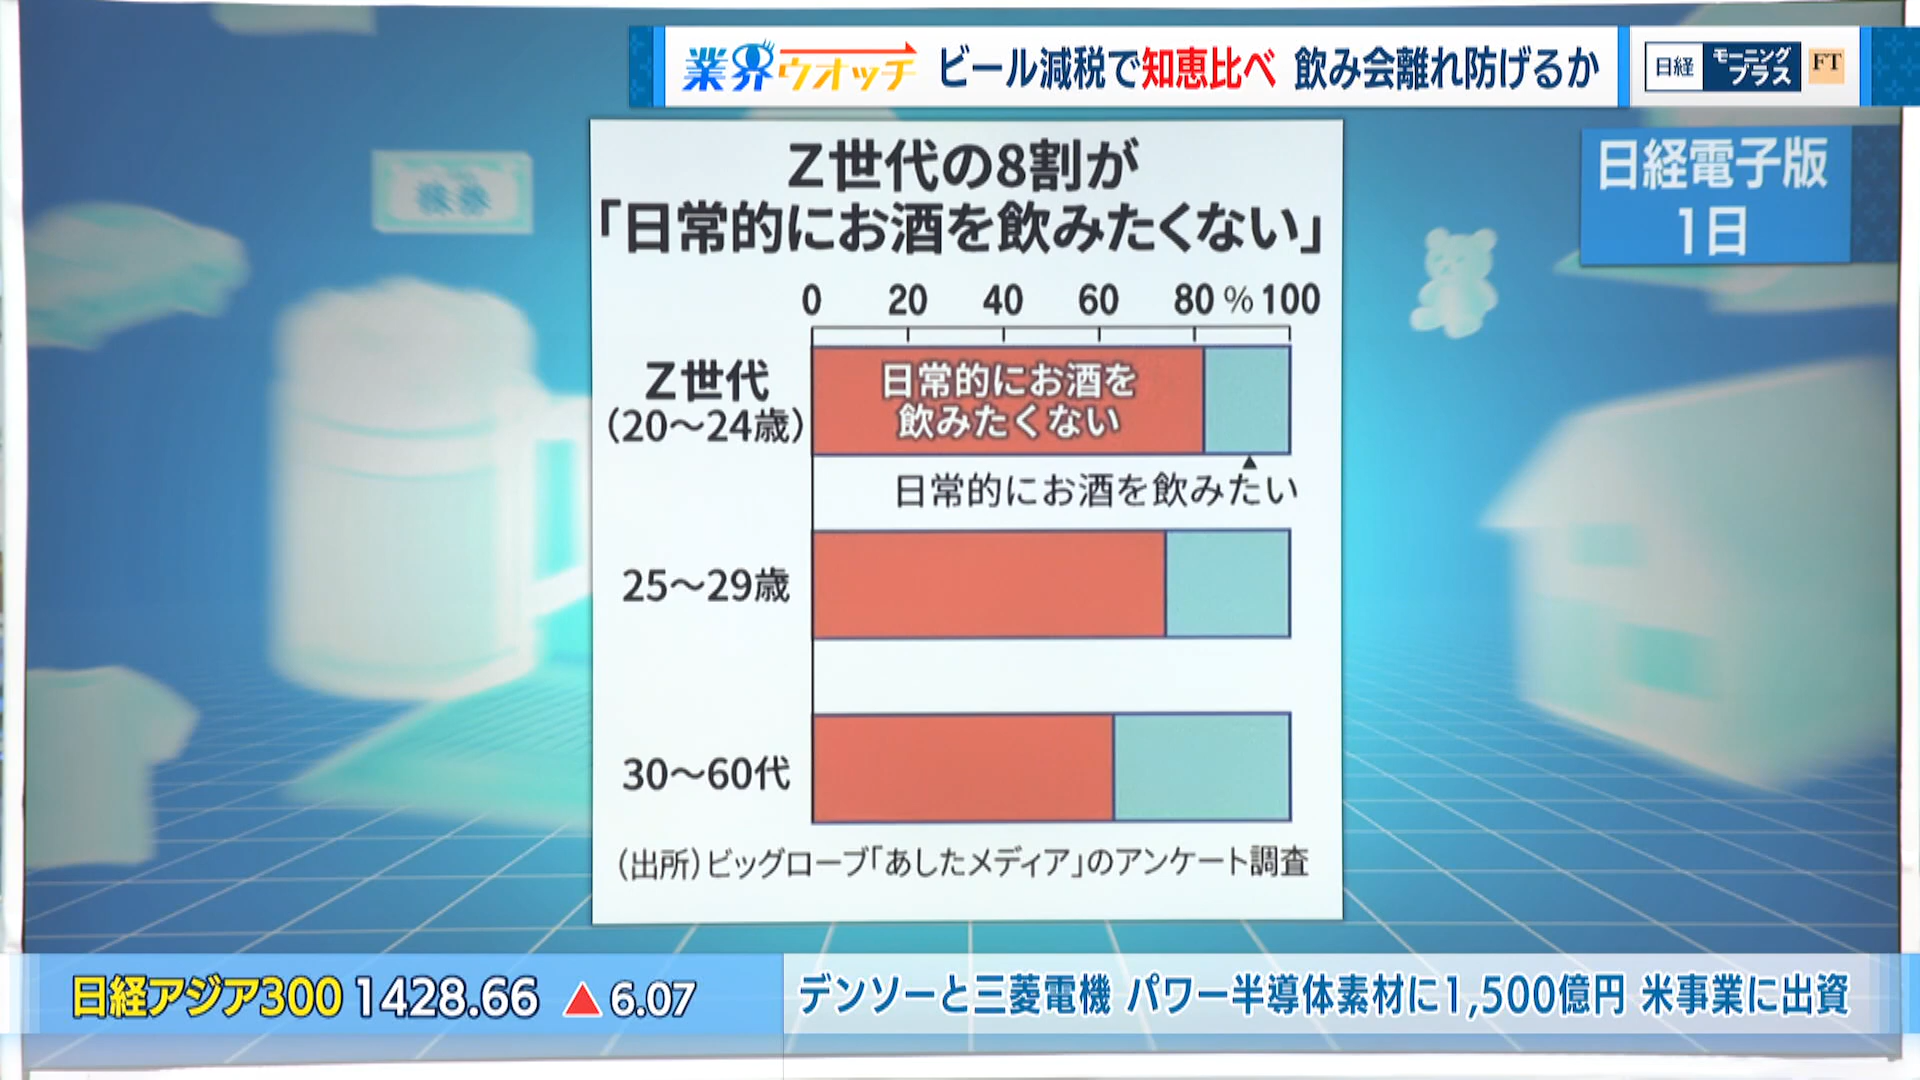 業界ウオッチ ビール減税で知恵比べ 飲み会離れ防げるか
日経 モーニングプラス FT
日経電子版
1日
株券
Z世代の8割が
「日常的にお酒を飲みたくない」
0 20 40 60 80 % 100
Z世代
(20〜24歳)
日常的にお酒を
飲みたくない
日常的にお酒を飲みたい
25〜29歳
30〜60代
(出所)ビッグローブ「あしたメディア」のアンケート調査
日経アジア300 1428.66 ▲6.07
デンソーと三菱電機 パワー半導体素材に1,500億円 米事業に出資